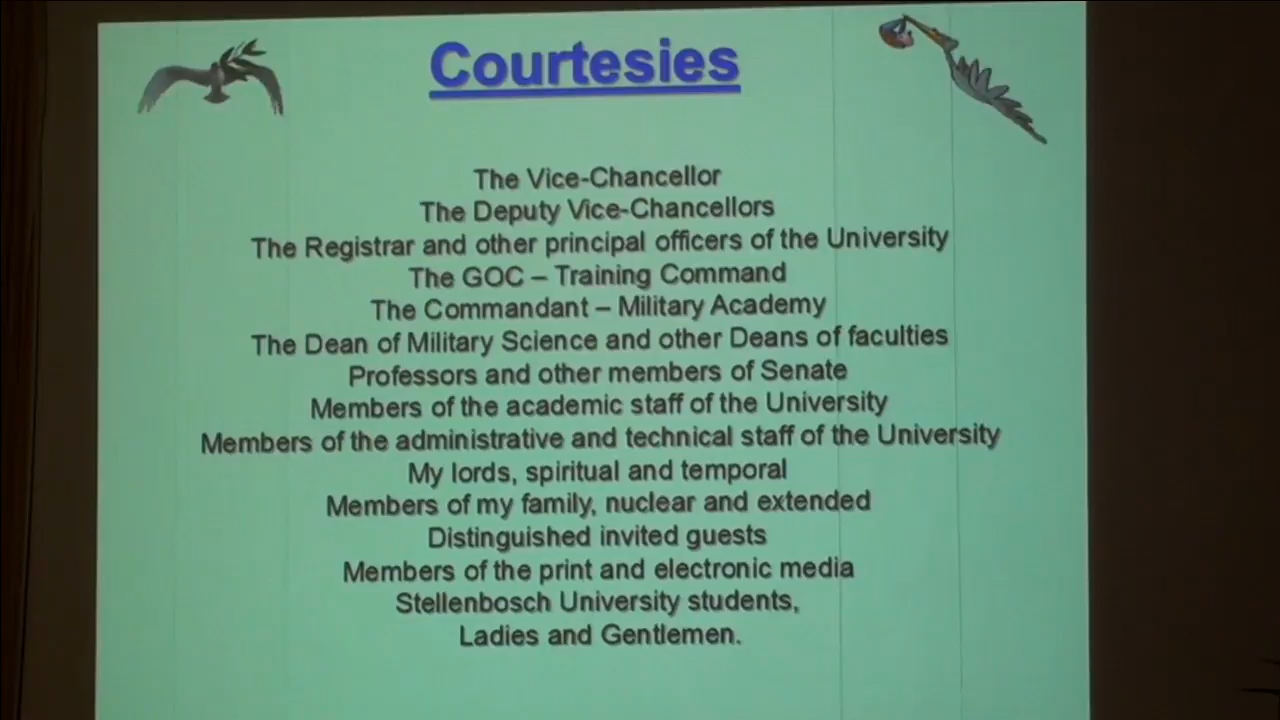 Courtesies
The Vice-Chancellor
The Deputy Vice-Chancellors
The Registrar and other principal officers of the University
The GOC – Training Command
The Commandant – Military Academy
The Dean of Military Science and other Deans of faculties
Professors and other members of Senate
Members of the academic staff of the University
Members of the administrative and technical staff of the University
My lords, spiritual and temporal
Members of my family, nuclear and extended
Distinguished invited guests
Members of the print and electronic media
Stellenbosch University students,
Ladies and Gentlemen.